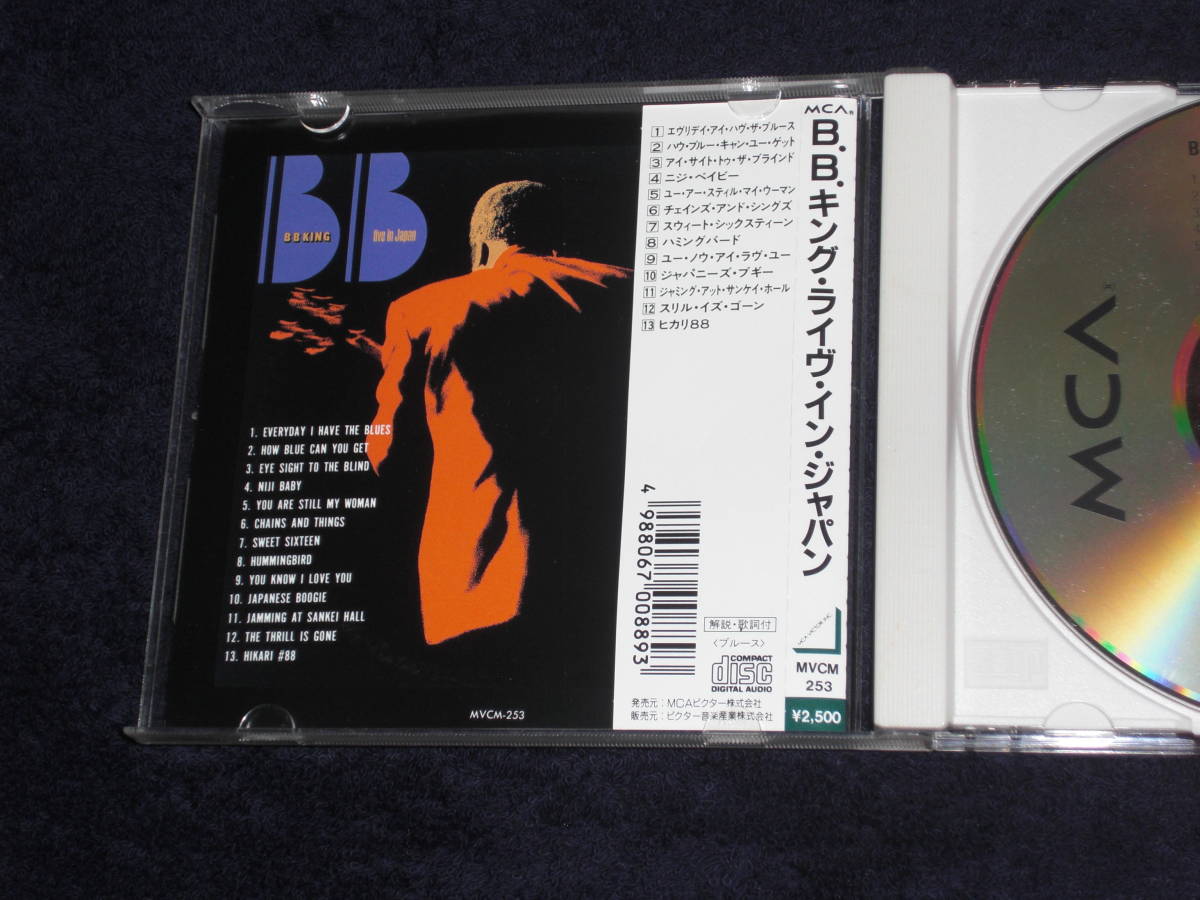 B B
B B KING
live in Japan
1. EVERYDAY I HAVE THE BLUES
2. HOW BLUE CAN YOU GET
3. EYE SIGHT TO THE BLIND
4. NIJI BABY
5. YOU ARE STILL MY WOMAN
6. CHAINS AND THINGS
7. SWEET SIXTEEN
8. HUMMINGBIRD
9. YOU KNOW I LOVE YOU
10. JAPANESE BOOGIE
11. JAMMING AT SANKEI HALL
12. THE THRILL IS GONE
13. HIKARI #88
MVCM-253
1 エヴリデイ・アイ・ハヴ・ザ・ブルース
2 ハウ・ブルー・キャン・ユー・ゲット
3 アイ・サイト・トゥ・ザ・ブラインド
4 ニジ・ベイビー
5 ユー・アー・スティル・マイ・ウーマン
6 チェインズ・アンド・シングズ
7 スウィート・シックスティーン
8 ハミングバード
9 ユー・ノウ・アイ・ラヴ・ユー
10 ジャパニーズ・ブギー
11 ジャミング・アット・サンケイ・ホール
12 スリル・イズ・ゴーン
13 ヒカリ88
4 988067 008893
解説・歌詞付
〈ブルース〉
COMPACT
disc
DIGITAL AUDIO
発売元:MCAビクター株式会社
販売元:ビクター音楽産業株式会社
MCA®
B.B.キング・ライヴ・イン・ジャパン
MCA VICTOR, INC.
MVCM
253
¥2,500
B
MCA®